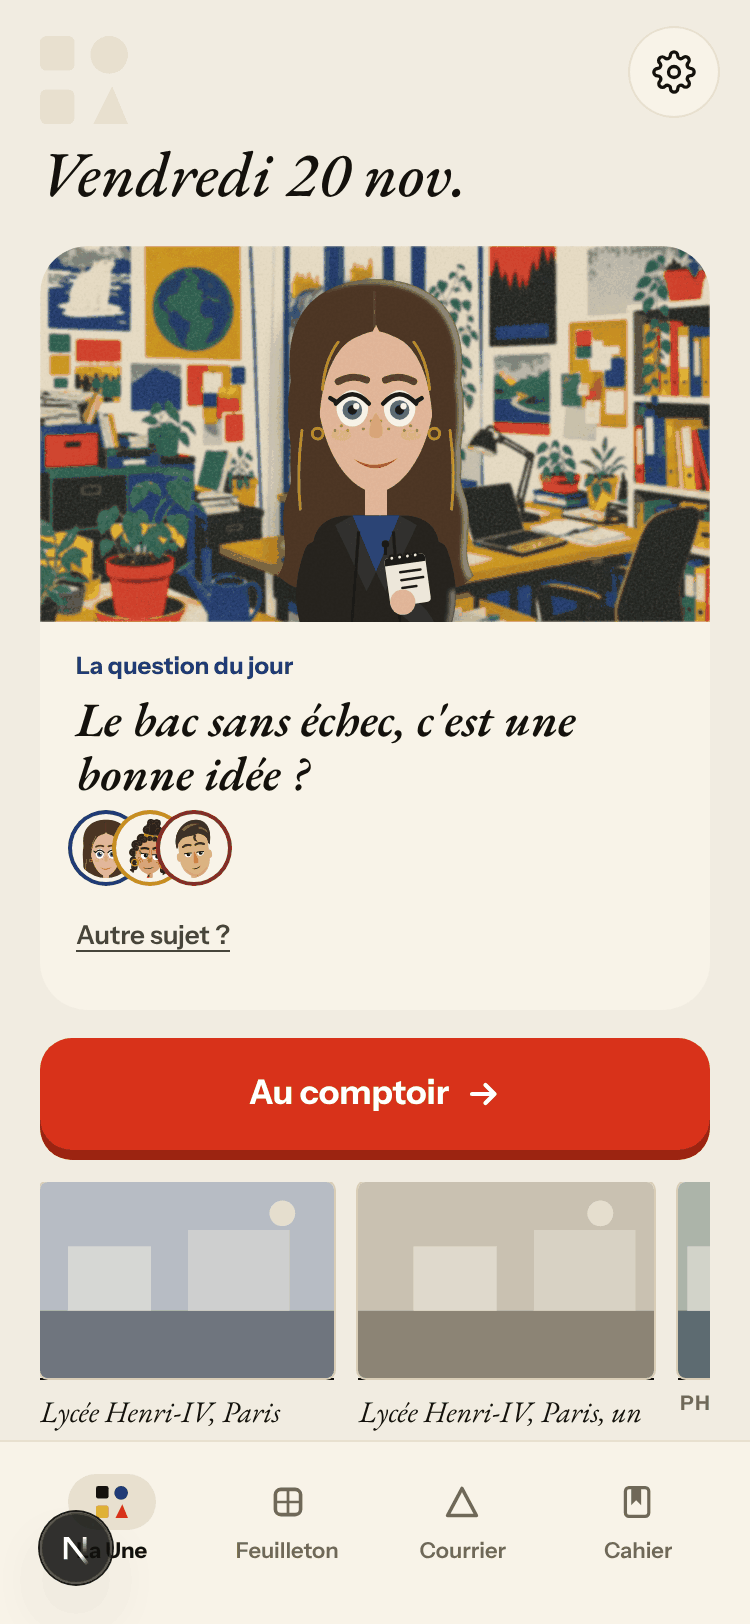 Vendredi 20 nov.
La question du jour
Le bac sans échec, c'est une
bonne idée ?
Autre sujet ?
Au comptoir →
Lycée Henri-IV, Paris
Lycée Henri-IV, Paris, un
PH
N
Une
Feuilleton
Courrier
Cahier